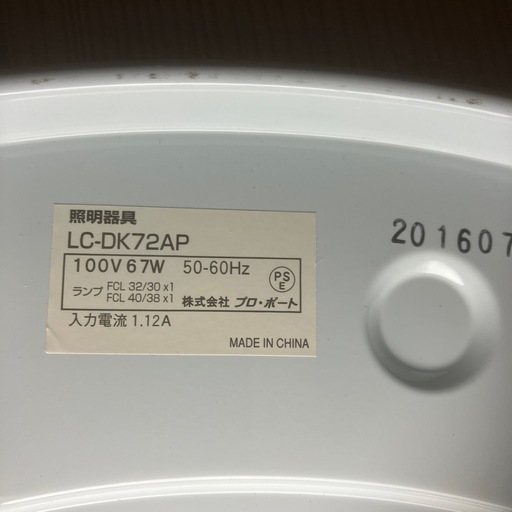 照明器具
LC-DK72AP
100V 67W 50-60Hz
PS
E
ランプ FCL 32/30 x1
FCL 40/38 x1 株式会社 プロ・ポート
入力電流 1.12A
MADE IN CHINA
201607